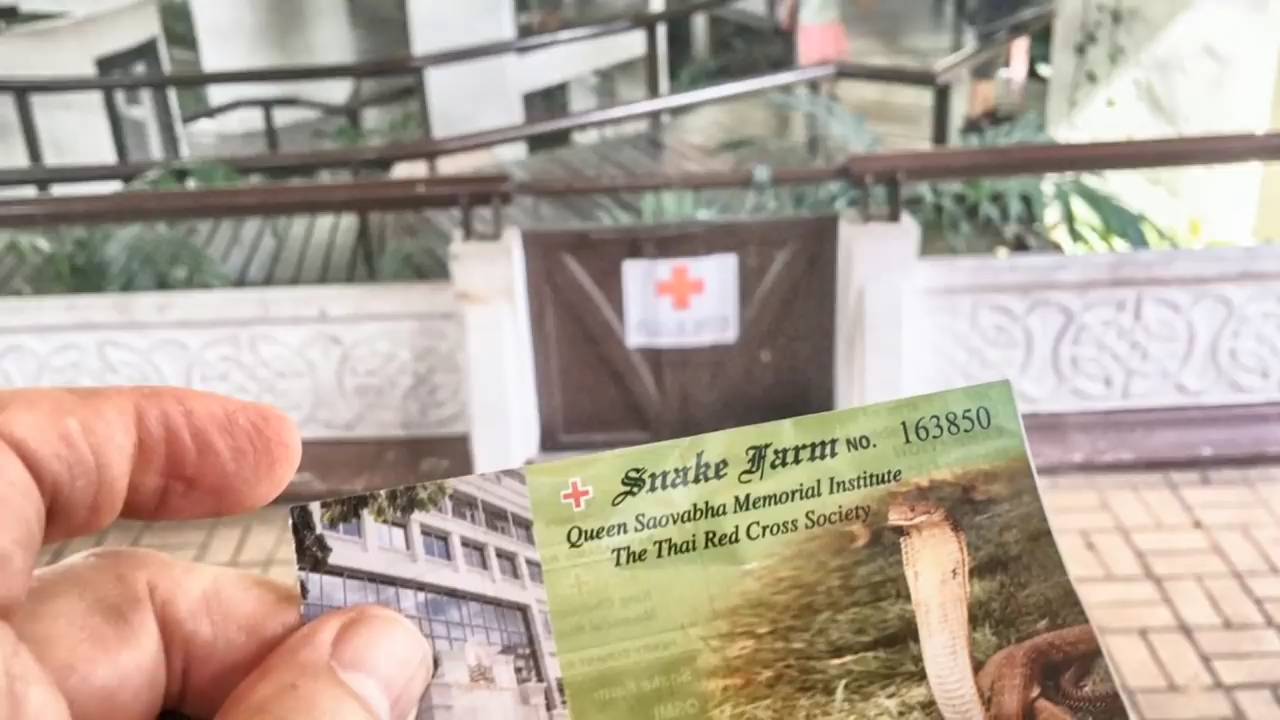 Snake Farm NO. 163850
Queen Saovabha Memorial Institute
The Thai Red Cross Society